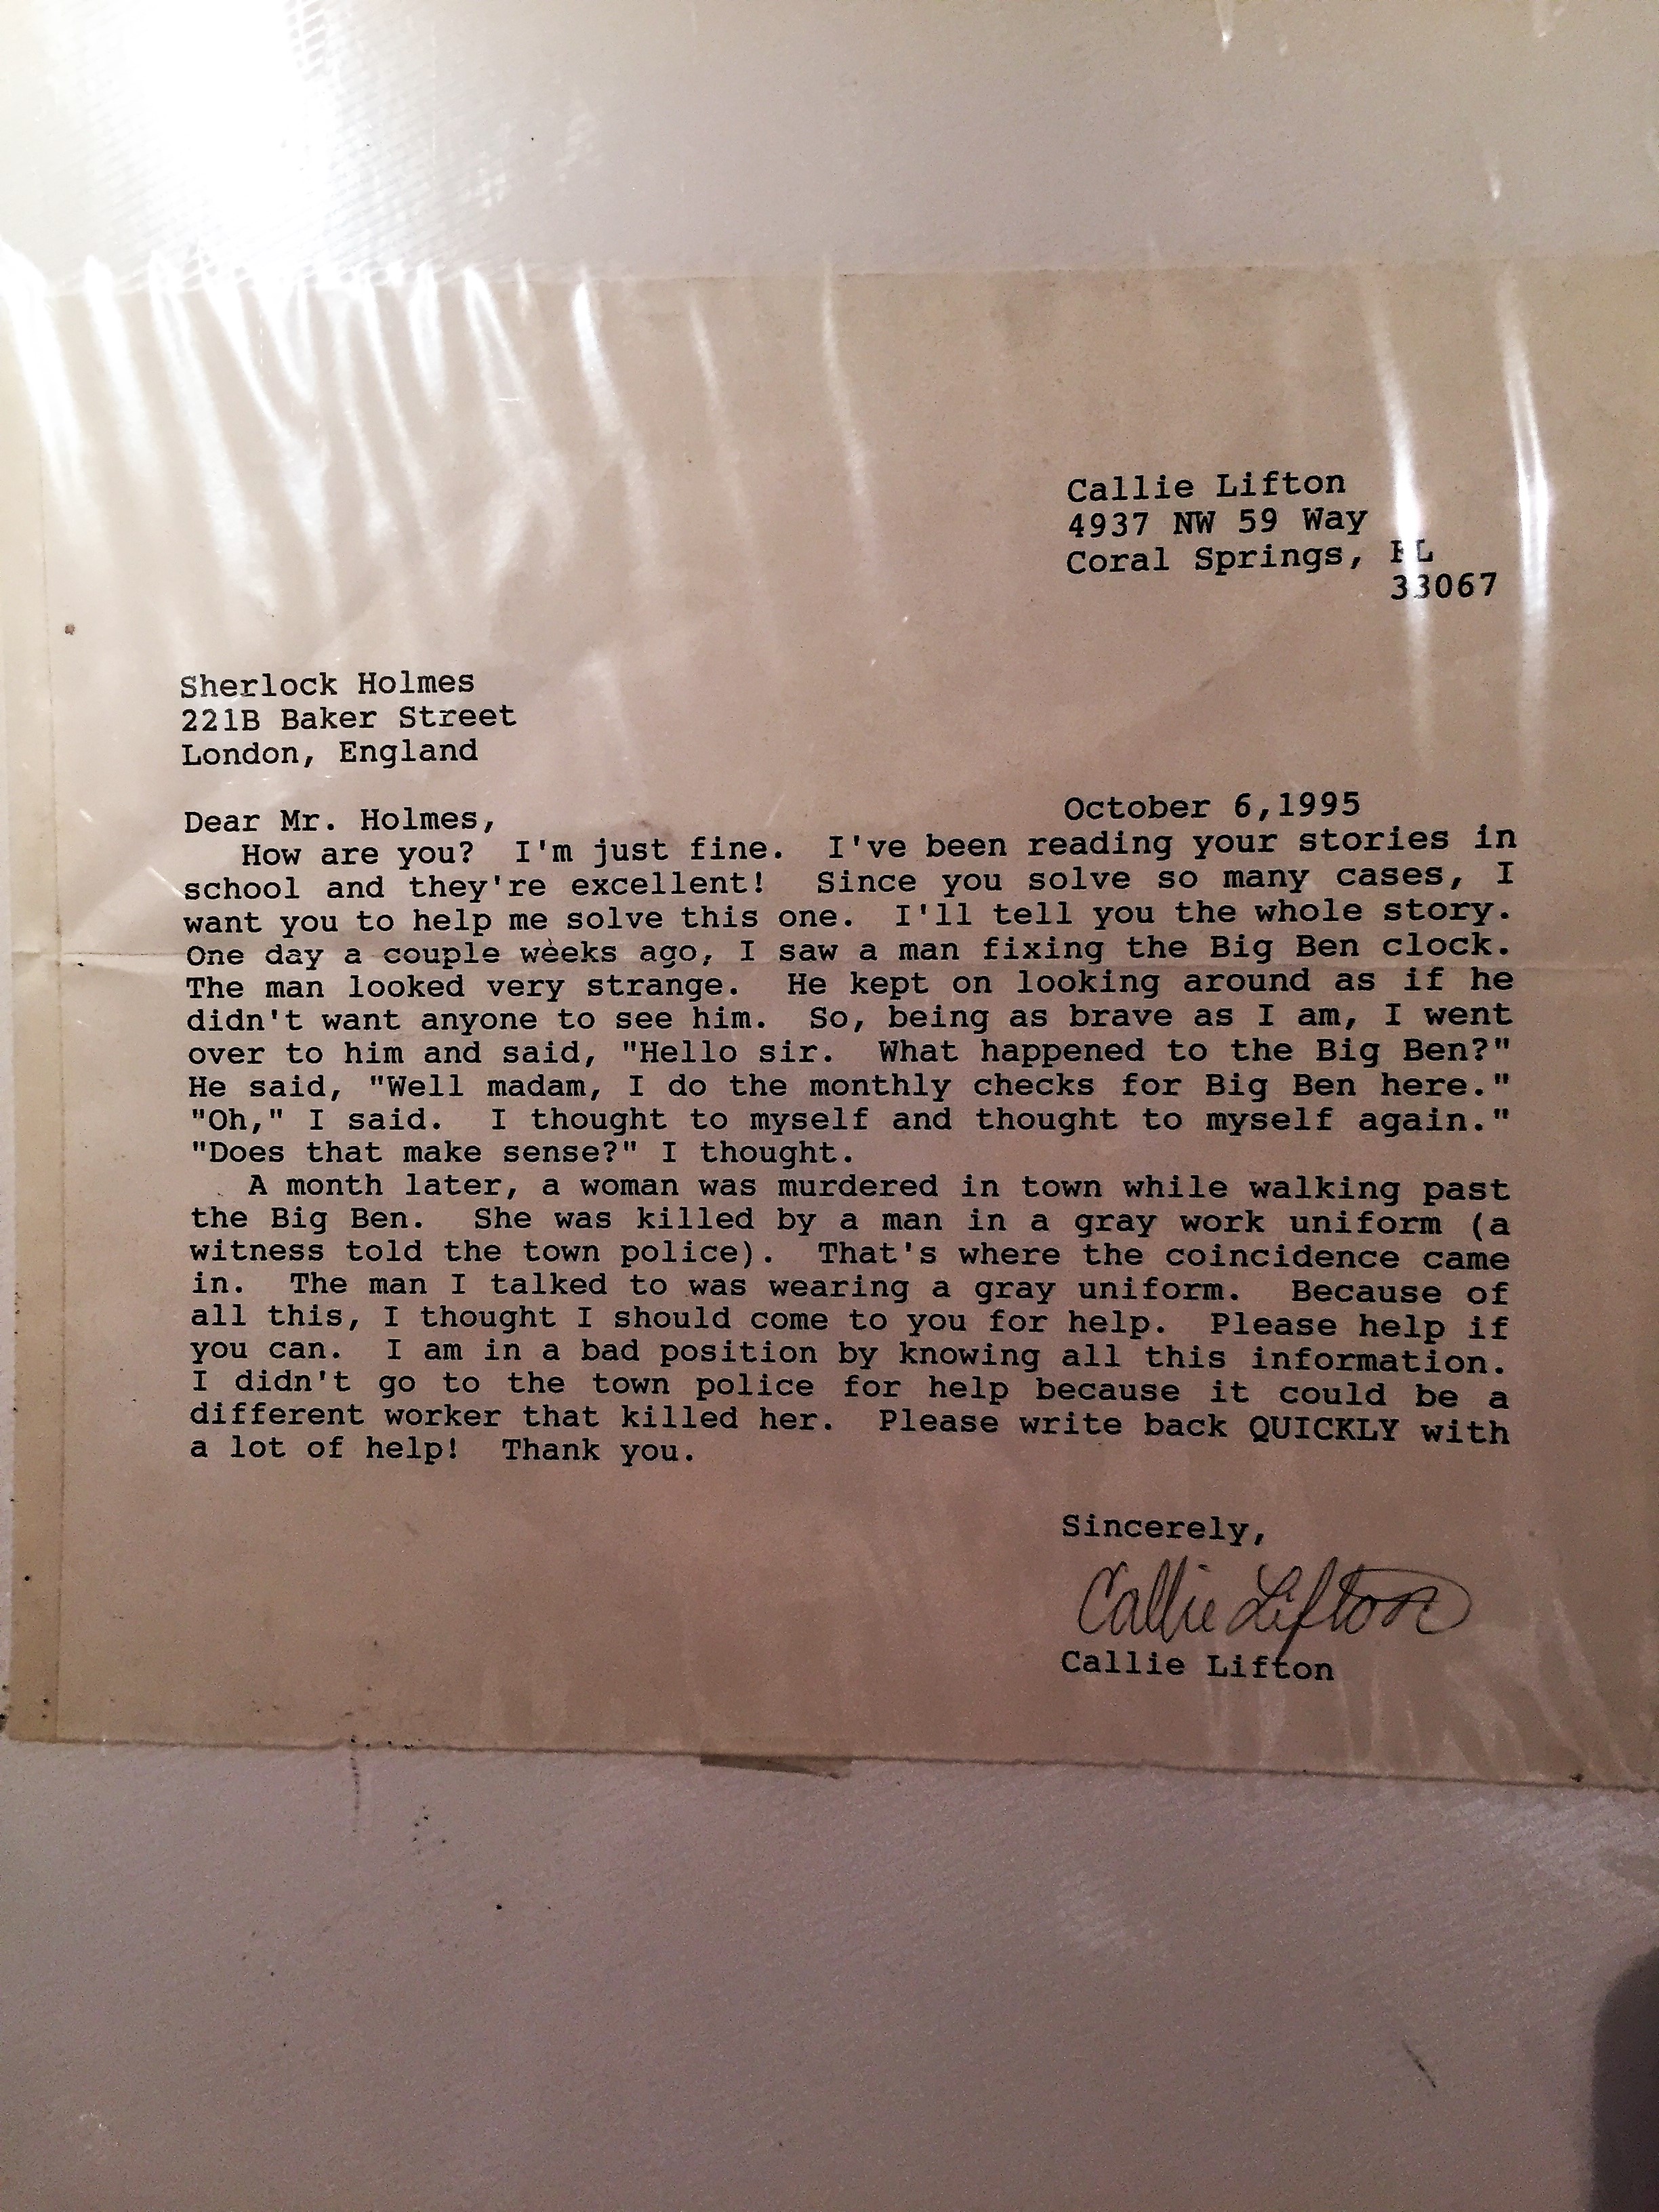 Callie Lifton
4937 NW 59 Way
Coral Springs, FL
33067
Sherlock Holmes
221B Baker Street
London, England
October 6,1995
Dear Mr. Holmes,
How are you?  I'm just fine.  I've been reading your stories in
school and they're excellent!  Since you solve so many cases, I
want you to help me solve this one.  I'll tell you the whole story.
One day a couple weeks ago, I saw a man fixing the Big Ben clock.
The man looked very strange.  He kept on looking around as if he
didn't want anyone to see him.  So, being as brave as I am, I went
over to him and said, "Hello sir.  What happened to the Big Ben?"
He said, "Well madam, I do the monthly checks for Big Ben here."
"Oh," I said.  I thought to myself and thought to myself again."
"Does that make sense?" I thought.
A month later, a woman was murdered in town while walking past
the Big Ben.  She was killed by a man in a gray work uniform (a
witness told the town police).  That's where the coincidence came
in.  The man I talked to was wearing a gray uniform.  Because of
all this, I thought I should come to you for help.  Please help if
you can.  I am in a bad position by knowing all this information.
I didn't go to the town police for help because it could be a
different worker that killed her.  Please write back QUICKLY with
a lot of help!  Thank you.
Sincerely,
Callie Lifton
Callie Lifton